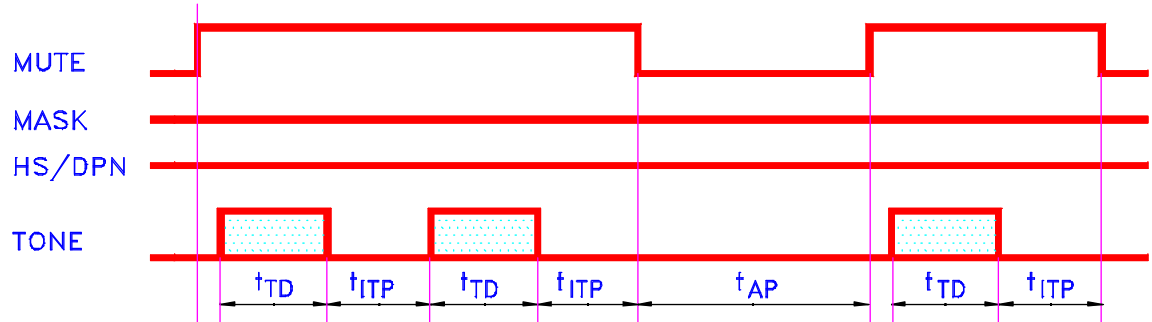 MUTE
MASK
HS/DPN
TONE
tTD tITP tTD tITP tAP tTD tITP